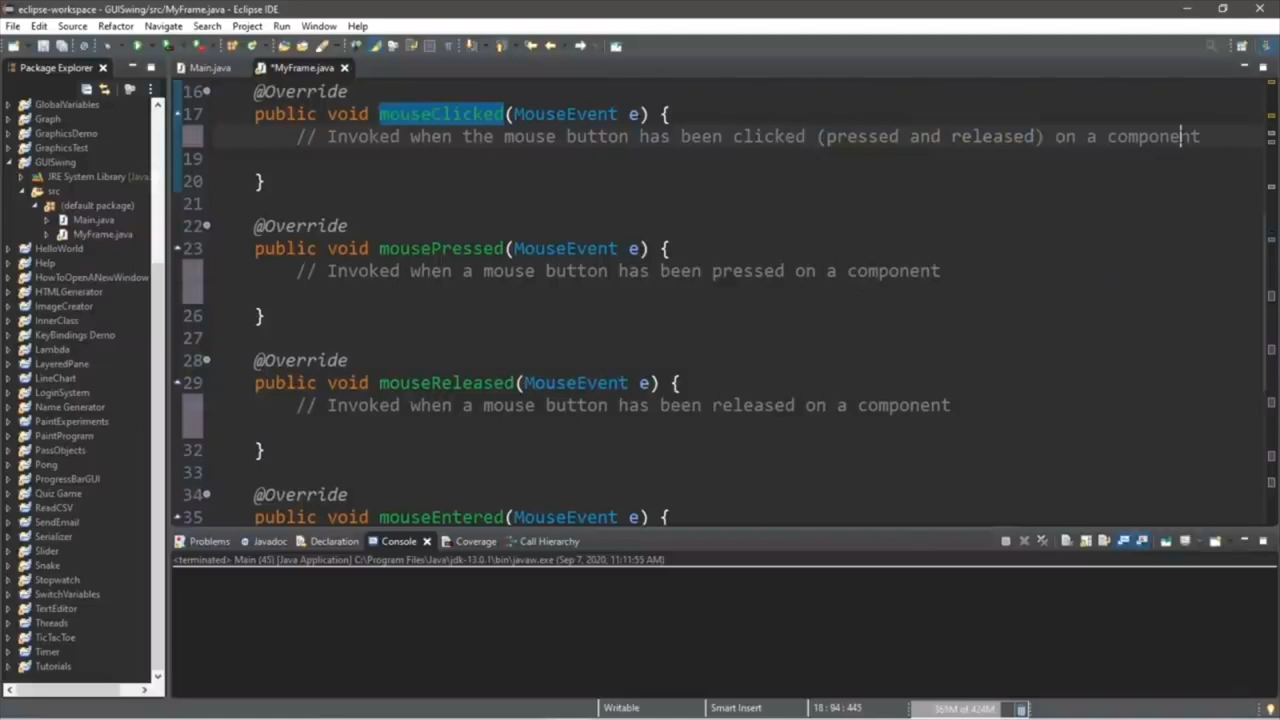 eclipse-workspace - GUISwing/src/MyFrame.java - Eclipse IDE
File Edit Source Refactor Navigate Search Project Run Window Help
Package Explorer
Main.java *MyFrame.java
GlobalVariables
Graph
GraphicsDemo
GraphicsTest
GUISwing
JRE System Library [Java
src
(default package)
Main.java
MyFrame.java
HelloWorld
Help
HowToOpenANewWindow
HTMLGenerator
ImageCreator
InnerClass
KeyBindings Demo
Lambda
LayeredPane
LineChart
LoginSystem
Name Generator
PaintExperiments
PaintProgram
PassObjects
Pong
ProgressBarGUI
Quiz Game
ReadCSV
SendEmail
Serializer
Slider
Snake
Stopwatch
SwitchVariables
TextEditor
Threads
TicTacToe
Timer
Tutorials
16 @Override
17 public void mouseClicked(MouseEvent e) {
// Invoked when the mouse button has been clicked (pressed and released) on a component
19
20 }
21
22 @Override
23 public void mousePressed(MouseEvent e) {
// Invoked when a mouse button has been pressed on a component
26 }
27
28 @Override
29 public void mouseReleased(MouseEvent e) {
// Invoked when a mouse button has been released on a component
32 }
33
34 @Override
35 public void mouseEntered(MouseEvent e) {
Problems Javadoc Declaration Console Coverage Call Hierarchy
<terminated> Main (45) [Java Application] C:\Program Files\Java\jdk-13.0.1\bin\javaw.exe (Sep 7, 2020, 11:11:55 AM)
Writable Smart Insert 18 : 94 : 445 361M of 424M